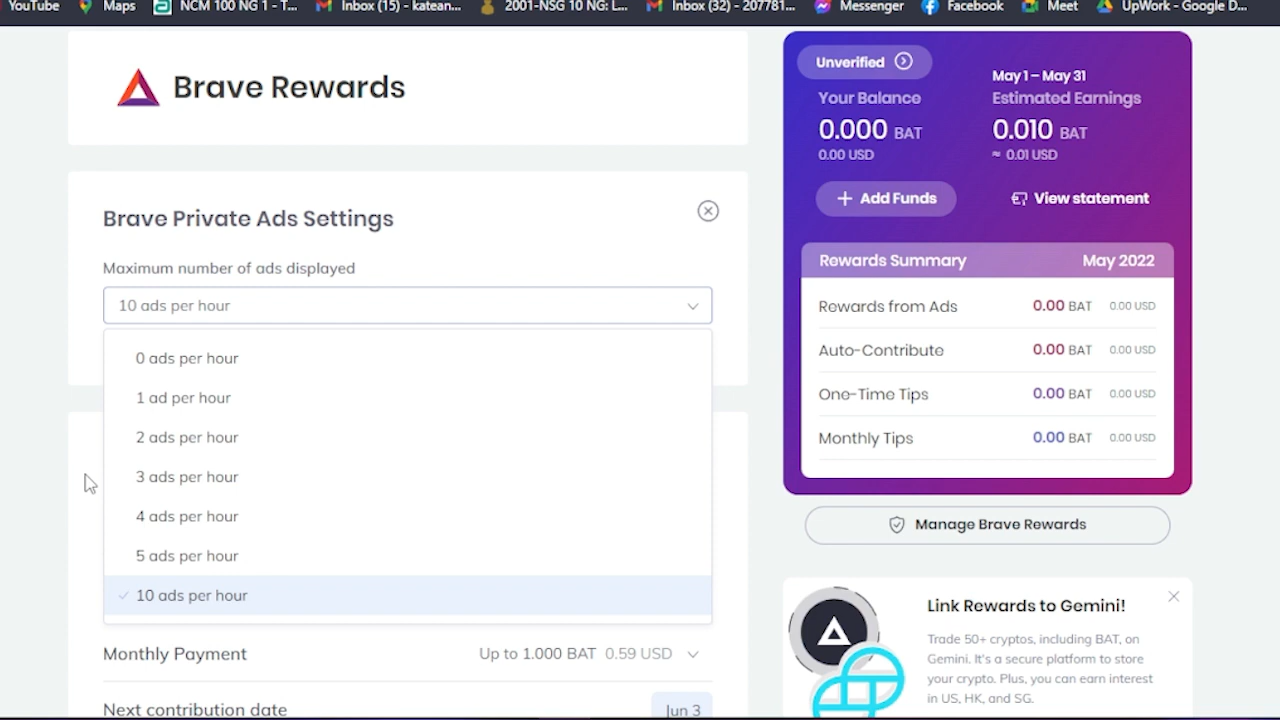 YouTube Maps NCM 100 NG 1 - T... Inbox (15) - katean... 2001-NSG 10 NG: L... Inbox (32) - 207781... Messenger Facebook Meet UpWork - Google D...
Brave Rewards
Brave Private Ads Settings
Maximum number of ads displayed
10 ads per hour
0 ads per hour
1 ad per hour
2 ads per hour
3 ads per hour
4 ads per hour
5 ads per hour
10 ads per hour
Monthly Payment Up to 1.000 BAT 0.59 USD
Next contribution date Jun 3
Unverified
May 1 – May 31
Your Balance Estimated Earnings
0.000 BAT 0.010 BAT
0.00 USD ≈ 0.01 USD
Add Funds View statement
Rewards Summary May 2022
Rewards from Ads 0.00 BAT 0.00 USD
Auto-Contribute 0.00 BAT 0.00 USD
One-Time Tips 0.00 BAT 0.00 USD
Monthly Tips 0.00 BAT 0.00 USD
Manage Brave Rewards
Link Rewards to Gemini!
Trade 50+ cryptos, including BAT, on
Gemini. It's a secure platform to store
your crypto. Plus, you can earn interest
in US, HK, and SG.